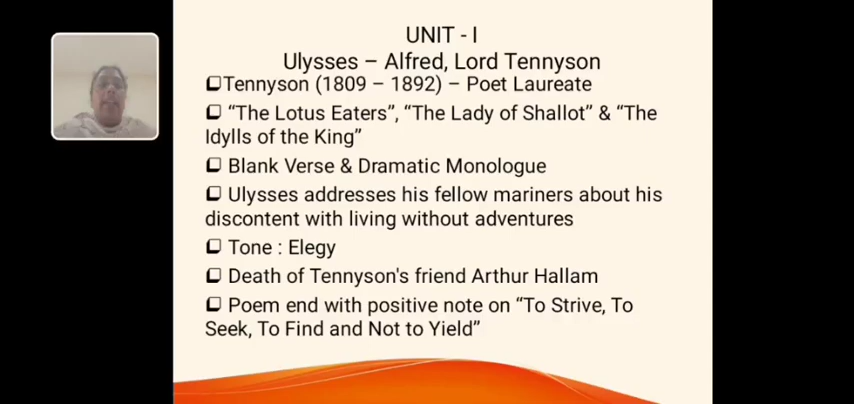 UNIT - I
Ulysses – Alfred, Lord Tennyson
❑Tennyson (1809 – 1892) – Poet Laureate
❑ “The Lotus Eaters”, “The Lady of Shallot” & “The
Idylls of the King”
❑ Blank Verse & Dramatic Monologue
❑ Ulysses addresses his fellow mariners about his
discontent with living without adventures
❑ Tone : Elegy
❑ Death of Tennyson's friend Arthur Hallam
❑ Poem end with positive note on “To Strive, To
Seek, To Find and Not to Yield”